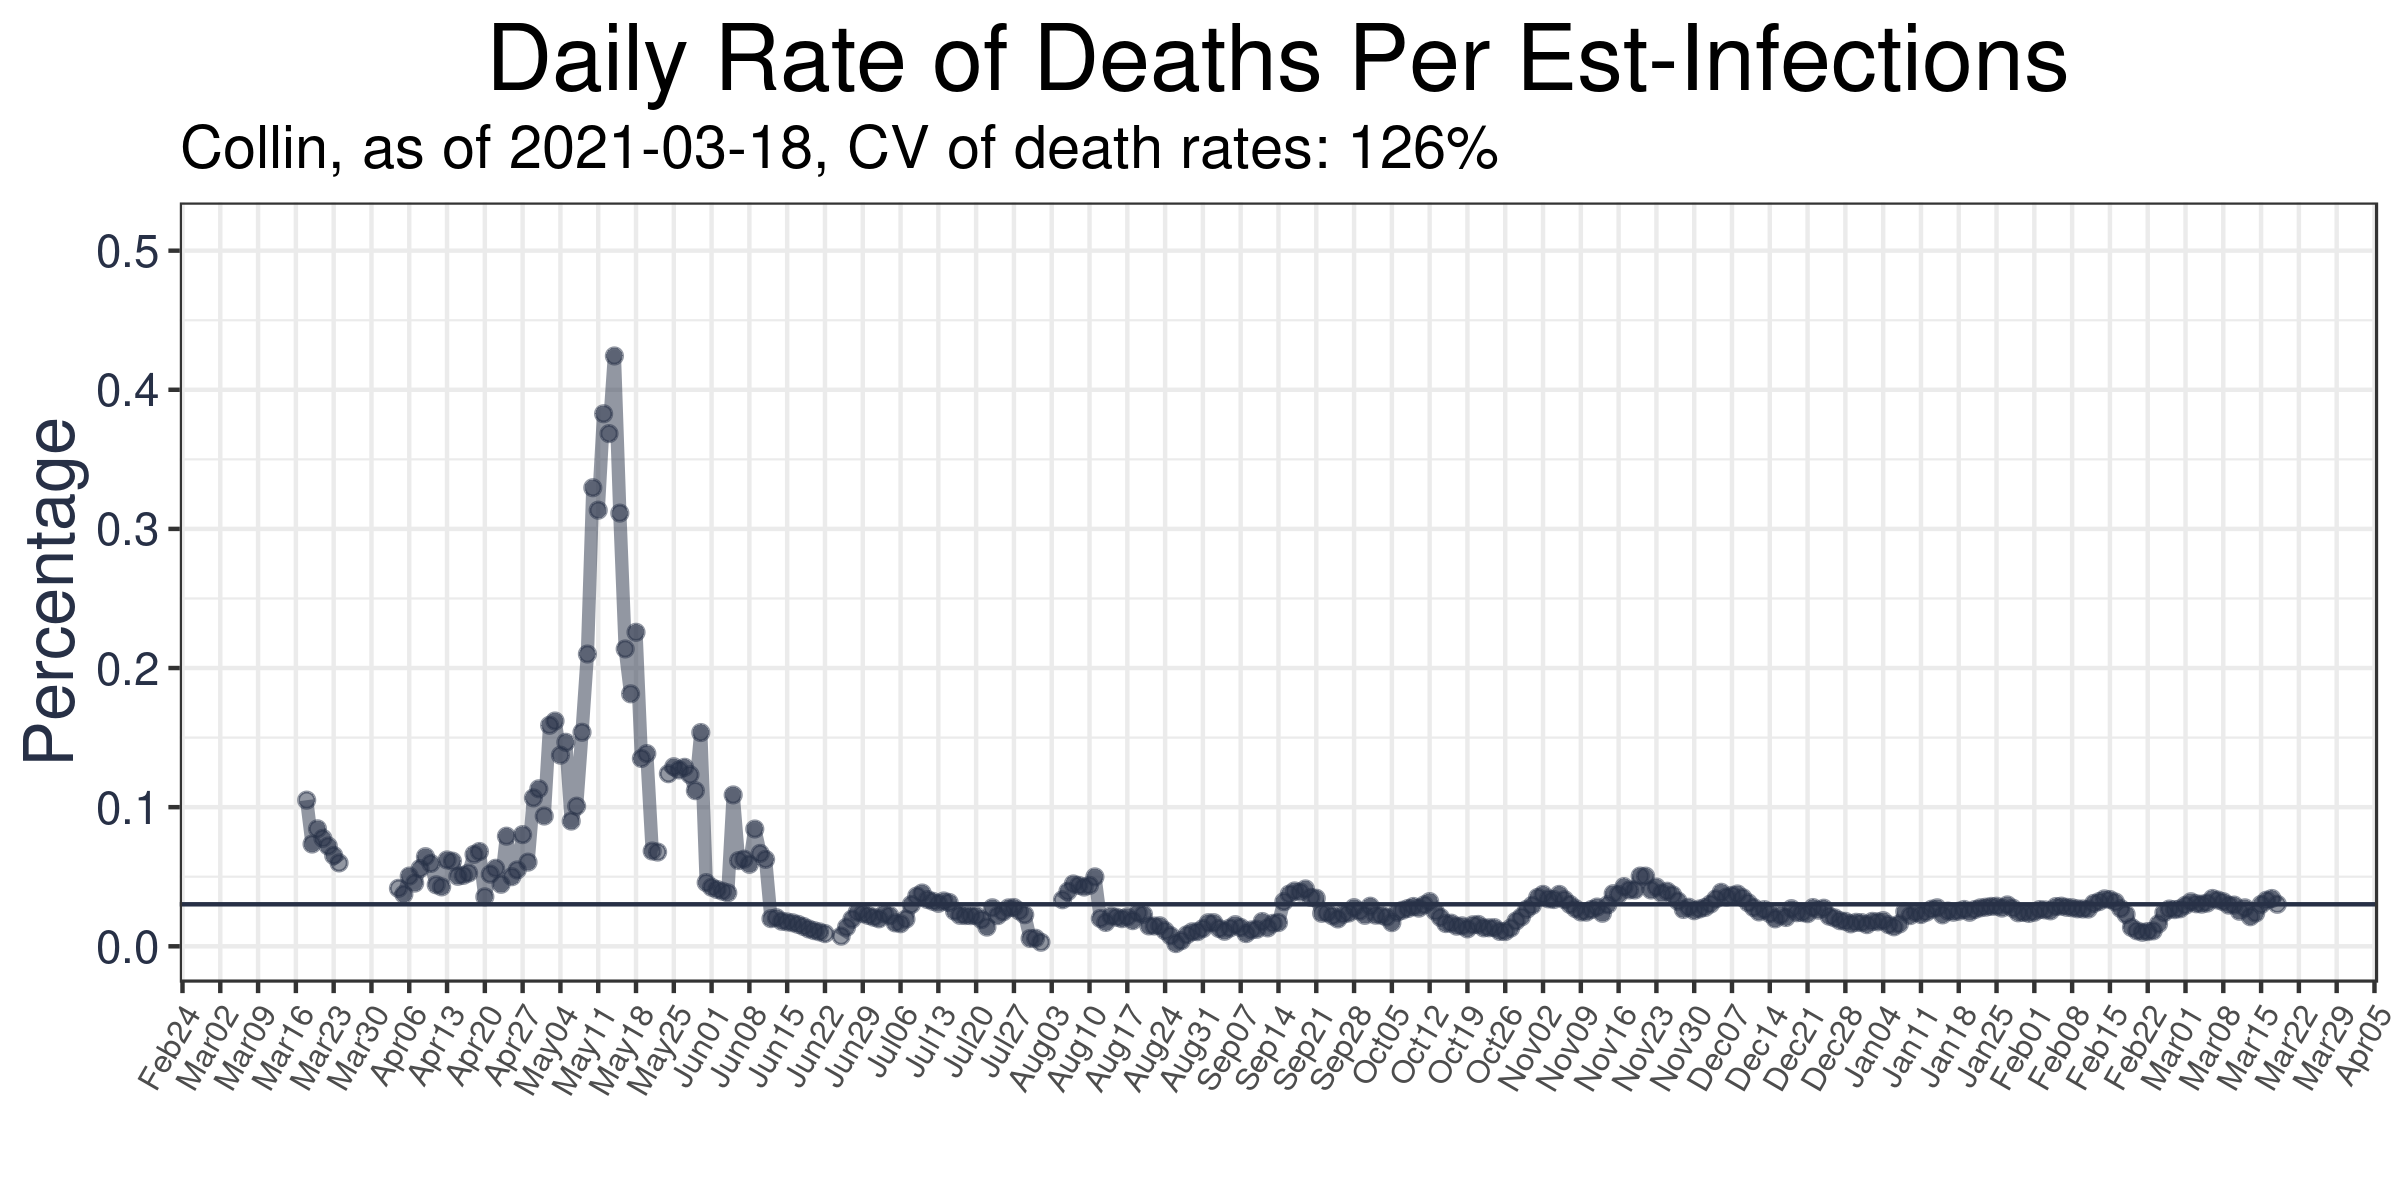 Daily Rate of Deaths Per Est-Infections
Collin, as of 2021-03-18, CV of death rates: 126%
Percentage
0.5
0.4
0.3
0.2
0.1
0.0
Feb24 Mar02 Mar09 Mar16 Mar23 Mar30 Apr06 Apr13 Apr20 Apr27 May04 May11 May18 May25 Jun01 Jun08 Jun15 Jun22 Jun29 Jul06 Jul13 Jul20 Jul27 Aug03 Aug10 Aug17 Aug24 Aug31 Sep07 Sep14 Sep21 Sep28 Oct05 Oct12 Oct19 Oct26 Nov02 Nov09 Nov16 Nov23 Nov30 Dec07 Dec14 Dec21 Dec28 Jan04 Jan11 Jan18 Jan25 Feb01 Feb08 Feb15 Feb22 Mar01 Mar08 Mar15 Mar22 Mar29 Apr05